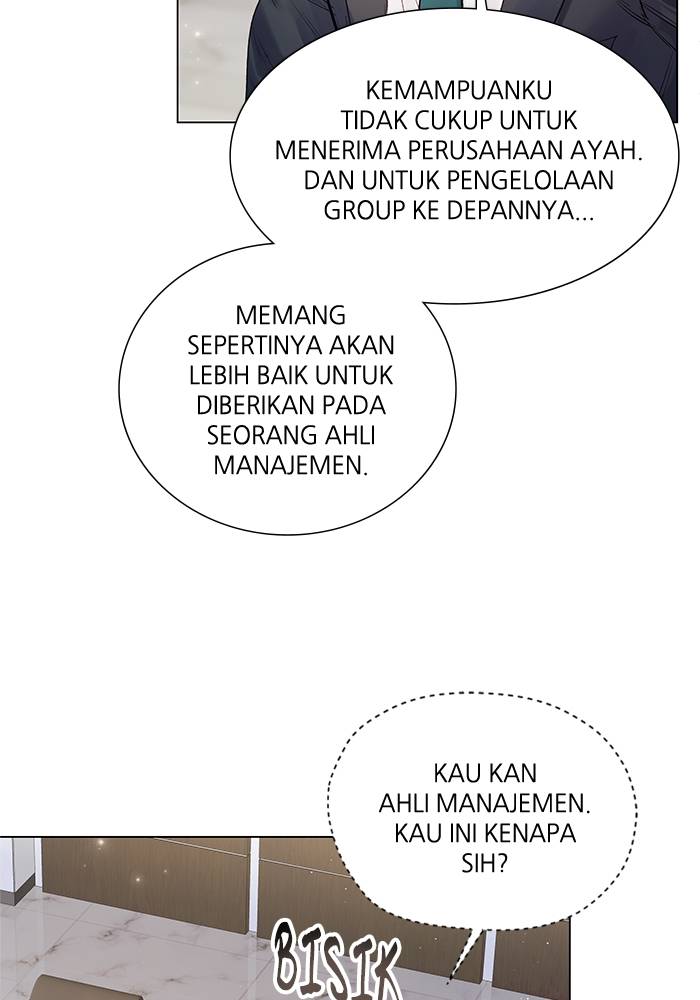 KEMAMPUANKU
TIDAK CUKUP UNTUK
MENERIMA PERUSAHAAN AYAH.
DAN UNTUK PENGELOLAAN
GROUP KE DEPANNYA...
MEMANG
SEPERTINYA AKAN
LEBIH BAIK UNTUK
DIBERIKAN PADA
SEORANG AHLI
MANAJEMEN.
KAU KAN
AHLI MANAJEMEN.
KAU INI KENAPA
SIH?
BISIK